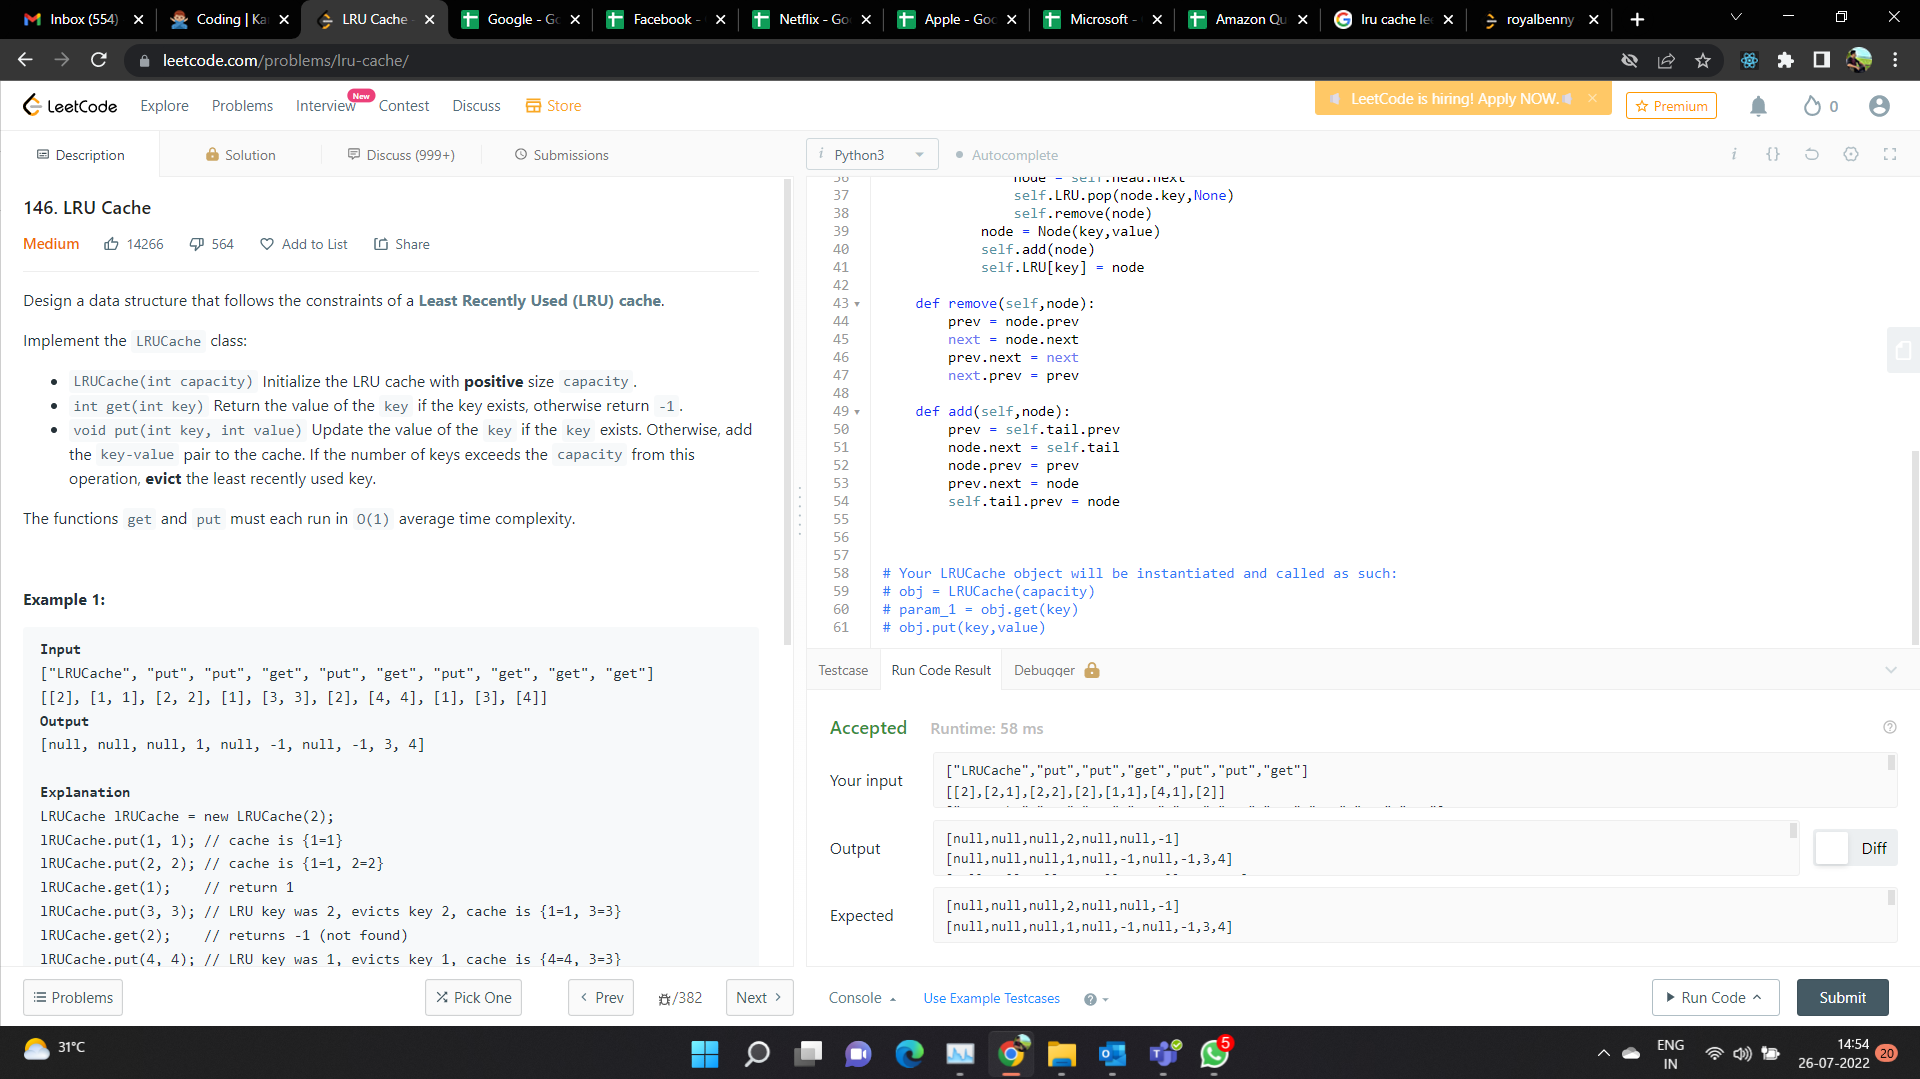 Inbox (554)
Coding | Ka
LRU Cache -
Google - Go
Facebook -
Netflix - Go
Apple - Goo
Microsoft -
Amazon Qu
lru cache le
royalbenny
leetcode.com/problems/lru-cache/
LeetCode
Explore
Problems
Interview
New
Contest
Discuss
Store
LeetCode is hiring! Apply NOW.
Premium
0
Description
Solution
Discuss (999+)
Submissions
i Python3
Autocomplete
146. LRU Cache
Medium
14266
564
Add to List
Share
Design a data structure that follows the constraints of a Least Recently Used (LRU) cache.
Implement the LRUCache class:
LRUCache(int capacity) Initialize the LRU cache with positive size capacity.
int get(int key) Return the value of the key if the key exists, otherwise return -1.
void put(int key, int value) Update the value of the key if the key exists. Otherwise, add
the key-value pair to the cache. If the number of keys exceeds the capacity from this
operation, evict the least recently used key.
The functions get and put must each run in O(1) average time complexity.
Example 1:
Input
["LRUCache", "put", "put", "get", "put", "get", "put", "get", "get", "get"]
[[2], [1, 1], [2, 2], [1], [3, 3], [2], [4, 4], [1], [3], [4]]
Output
[null, null, null, 1, null, -1, null, -1, 3, 4]
Explanation
LRUCache lRUCache = new LRUCache(2);
lRUCache.put(1, 1); // cache is {1=1}
lRUCache.put(2, 2); // cache is {1=1, 2=2}
lRUCache.get(1);    // return 1
lRUCache.put(3, 3); // LRU key was 2, evicts key 2, cache is {1=1, 3=3}
lRUCache.get(2);    // returns -1 (not found)
lRUCache.put(4, 4); // LRU key was 1, evicts key 1, cache is {4=4, 3=3}
36 node = self.head.next
37 self.LRU.pop(node.key,None)
38 self.remove(node)
39 node = Node(key,value)
40 self.add(node)
41 self.LRU[key] = node
42
43 def remove(self,node):
44 prev = node.prev
45 next = node.next
46 prev.next = next
47 next.prev = prev
48
49 def add(self,node):
50 prev = self.tail.prev
51 node.next = self.tail
52 node.prev = prev
53 prev.next = node
54 self.tail.prev = node
55
56
57
58 # Your LRUCache object will be instantiated and called as such:
59 # obj = LRUCache(capacity)
60 # param_1 = obj.get(key)
61 # obj.put(key,value)
Testcase
Run Code Result
Debugger
Accepted
Runtime: 58 ms
Your input
["LRUCache","put","put","get","put","put","get"]
[[2],[2,1],[2,2],[2],[1,1],[4,1],[2]]
Output
[null,null,null,2,null,null,-1]
[null,null,null,1,null,-1,null,-1,3,4]
Diff
Expected
[null,null,null,2,null,null,-1]
[null,null,null,1,null,-1,null,-1,3,4]
Problems
Pick One
Prev
/382
Next
Console
Use Example Testcases
Run Code
Submit
31°C
5
ENG
IN
14:54
26-07-2022
20